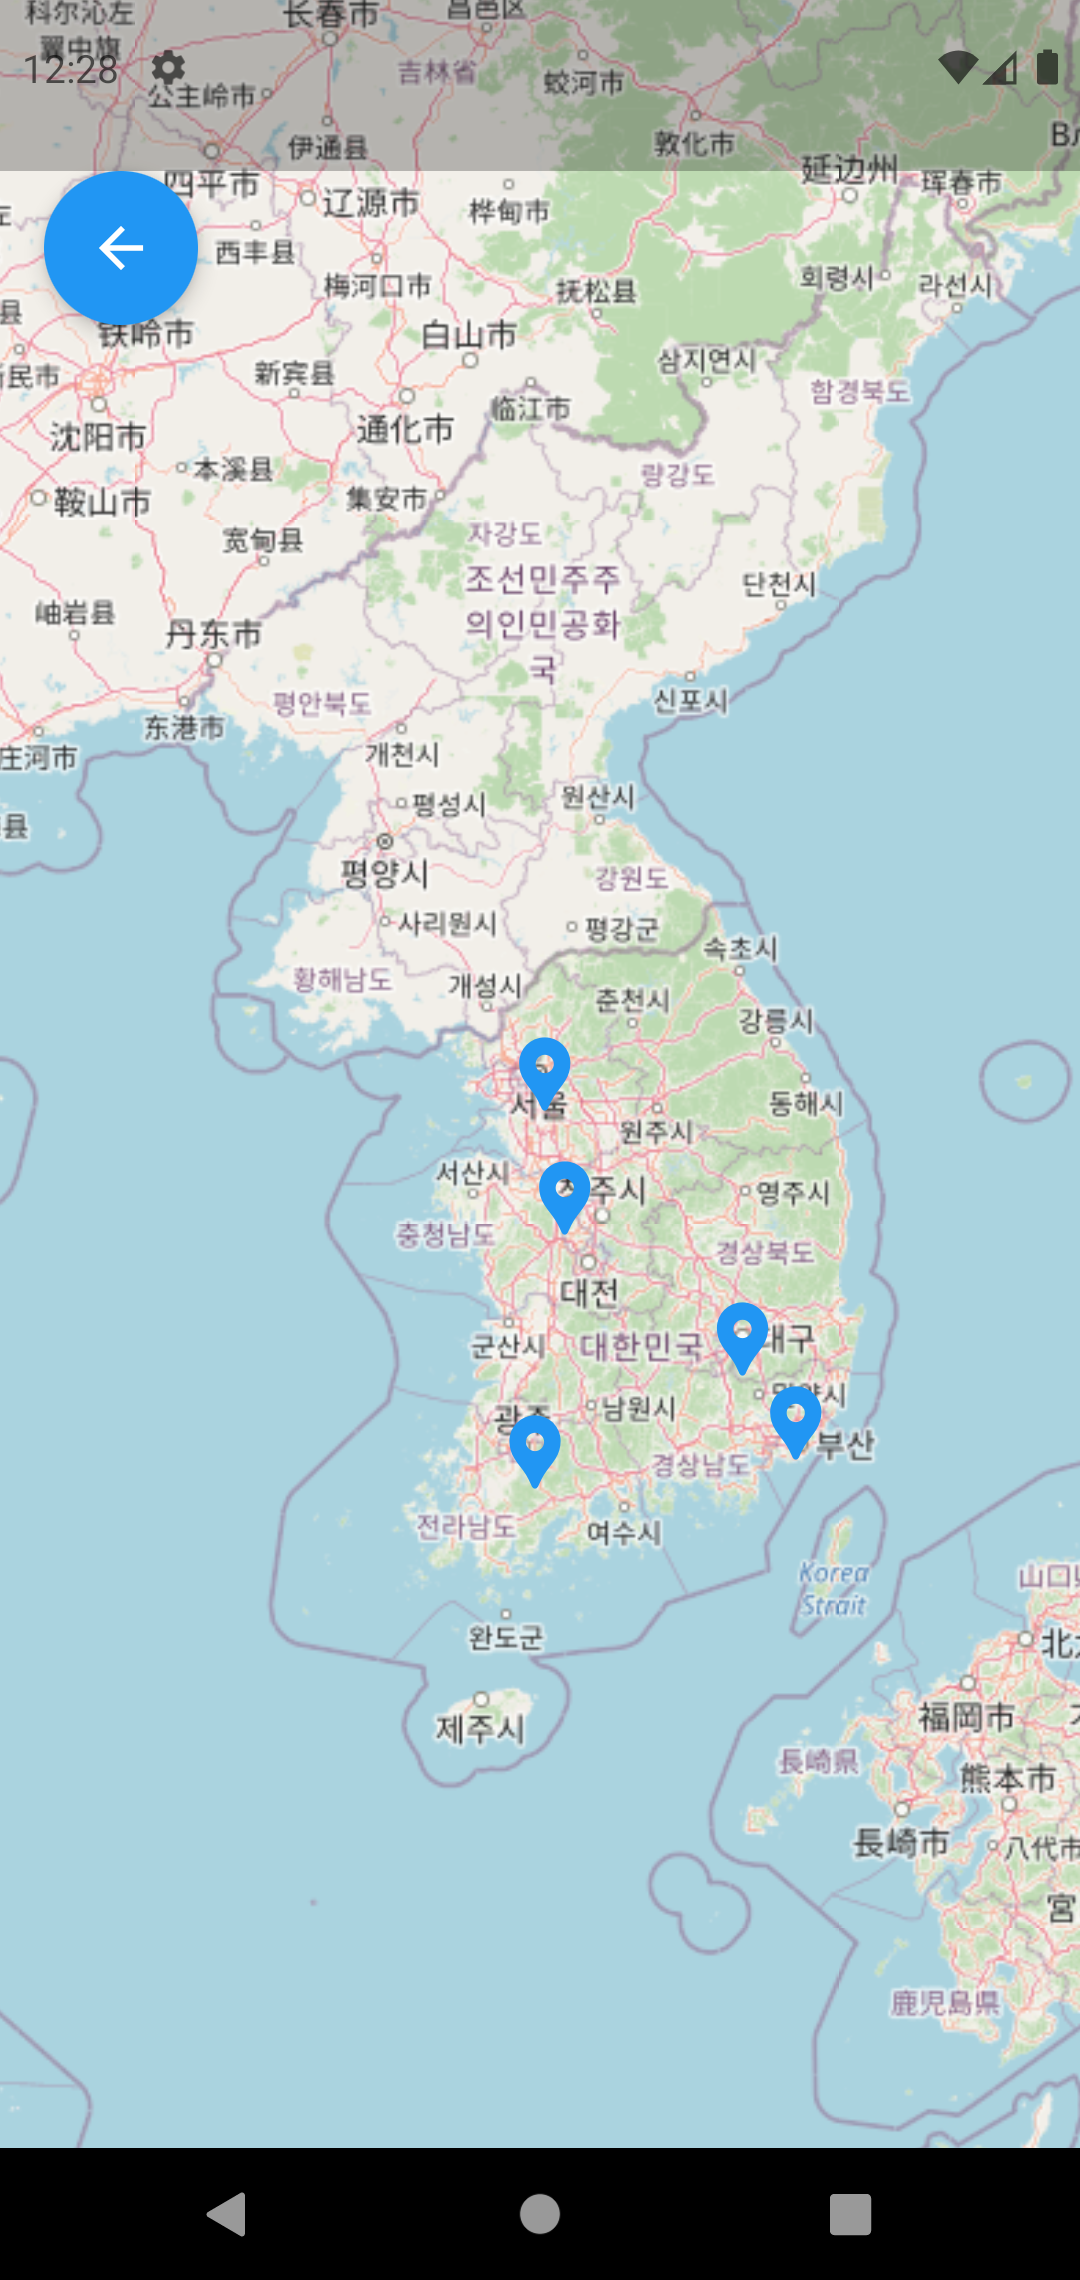 科尔沁左
翼中旗
长春市
昌邑区
12:28
公主岭市
吉林省
蛟河市
伊通县
敦化市
四平市
辽源市
桦甸市
延边州
珲春市
西丰县
梅河口市
抚松县
회령시
라선시
县
铁岭市
白山市
삼지연시
新宾县
함경북도
临江市
沈阳市
通化市
本溪县
량강도
鞍山市
集安市
宽甸县
자강도
조선민주주
의인민공화
국
단천시
岫岩县
丹东市
평안북도
신포시
东港市
庄河市
개천시
县
평성시
원산시
평양시
강원도
사리원시
평강군
속초시
황해남도
개성시
춘천시
강릉시
서울
동해시
원주시
서산시
주시
영주시
충청남도
경상북도
대전
군산시
대한민국
대구
남원시
부산
경상남도
전라남도
여수시
Korea
Strait
완도군
제주시
福岡市
長崎県
熊本市
長崎市
八代市
宮
鹿児島県